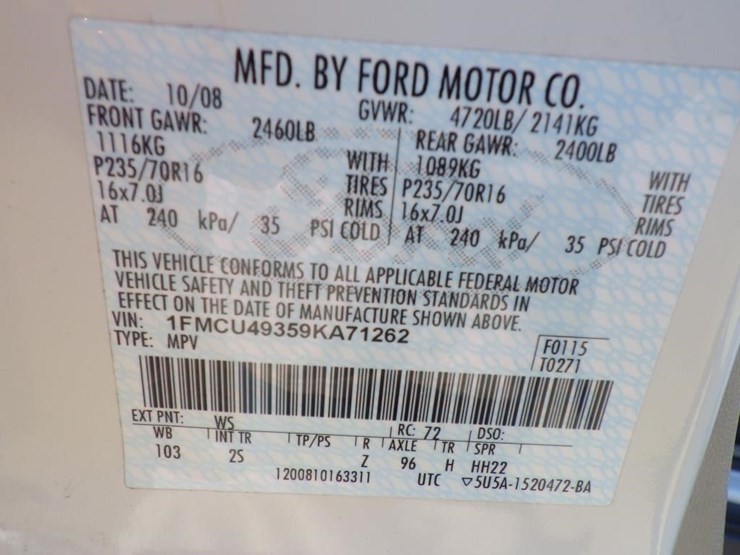 MFD. BY FORD MOTOR CO.
DATE: 10/08 GVWR: 4720LB/ 2141KG
FRONT GAWR: 2460LB REAR GAWR: 2400LB
1116KG WITH 1089KG WITH
P235/70R16 TIRES P235/70R16 TIRES
16x7.0J RIMS 16x7.0J RIMS
AT 240 kPa/ 35 PSI COLD AT 240 kPa/ 35 PSI COLD
THIS VEHICLE CONFORMS TO ALL APPLICABLE FEDERAL MOTOR
VEHICLE SAFETY AND THEFT PREVENTION STANDARDS IN
EFFECT ON THE DATE OF MANUFACTURE SHOWN ABOVE.
VIN: 1FMCU49359KA71262
TYPE: MPV
F0115
T0271
EXT PNT: WS RC: 72 DSO:
WB INT TR TP/PS R AXLE TR SPR
103 2S Z 96 H HH22
1200810163311 UTC ▽5U5A-1520472-BA